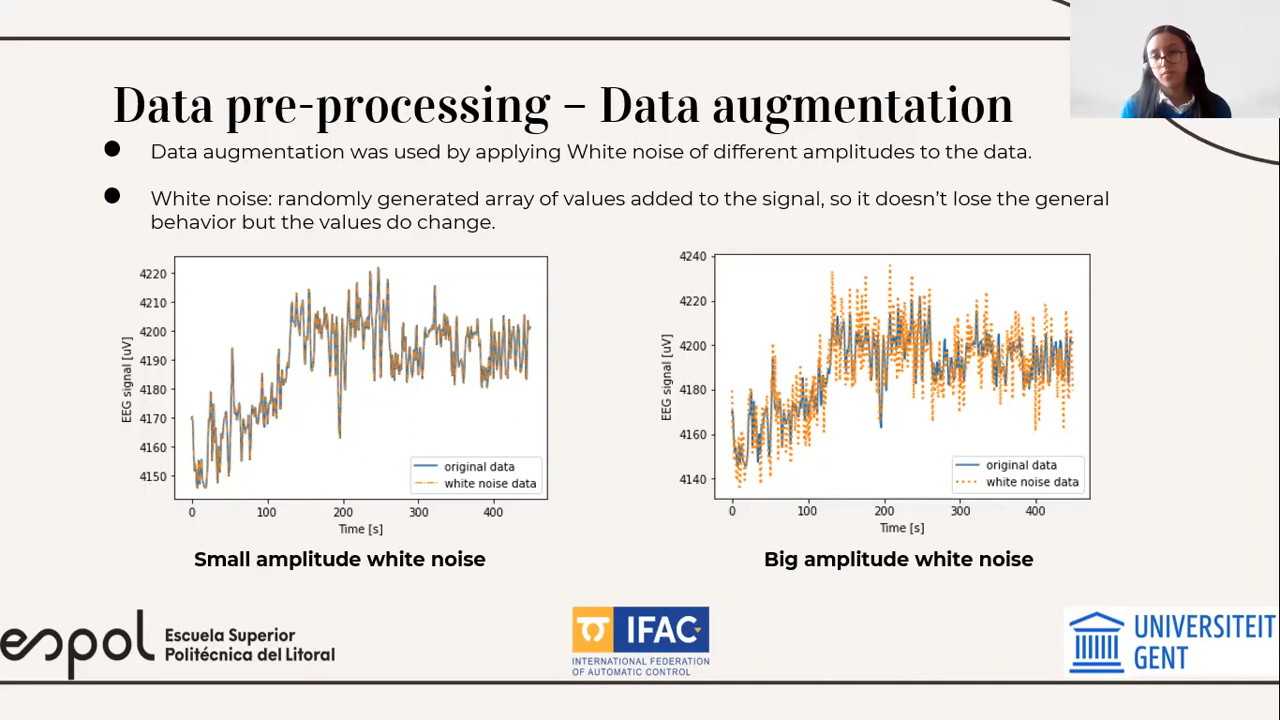 Data pre-processing – Data augmentation
Data augmentation was used by applying White noise of different amplitudes to the data.
White noise: randomly generated array of values added to the signal, so it doesn’t lose the general
behavior but the values do change.
4220
4210
4200
4190
4180
4170
4160
4150
EEG signal [uV]
0 100 200 300 400
Time [s]
original data
white noise data
Small amplitude white noise
4240
4220
4200
4180
4160
4140
EEG signal [uV]
0 100 200 300 400
Time [s]
original data
white noise data
Big amplitude white noise
espol
Escuela Superior
Politécnica del Litoral
IFAC
INTERNATIONAL FEDERATION
OF AUTOMATIC CONTROL
UNIVERSITEIT
GENT